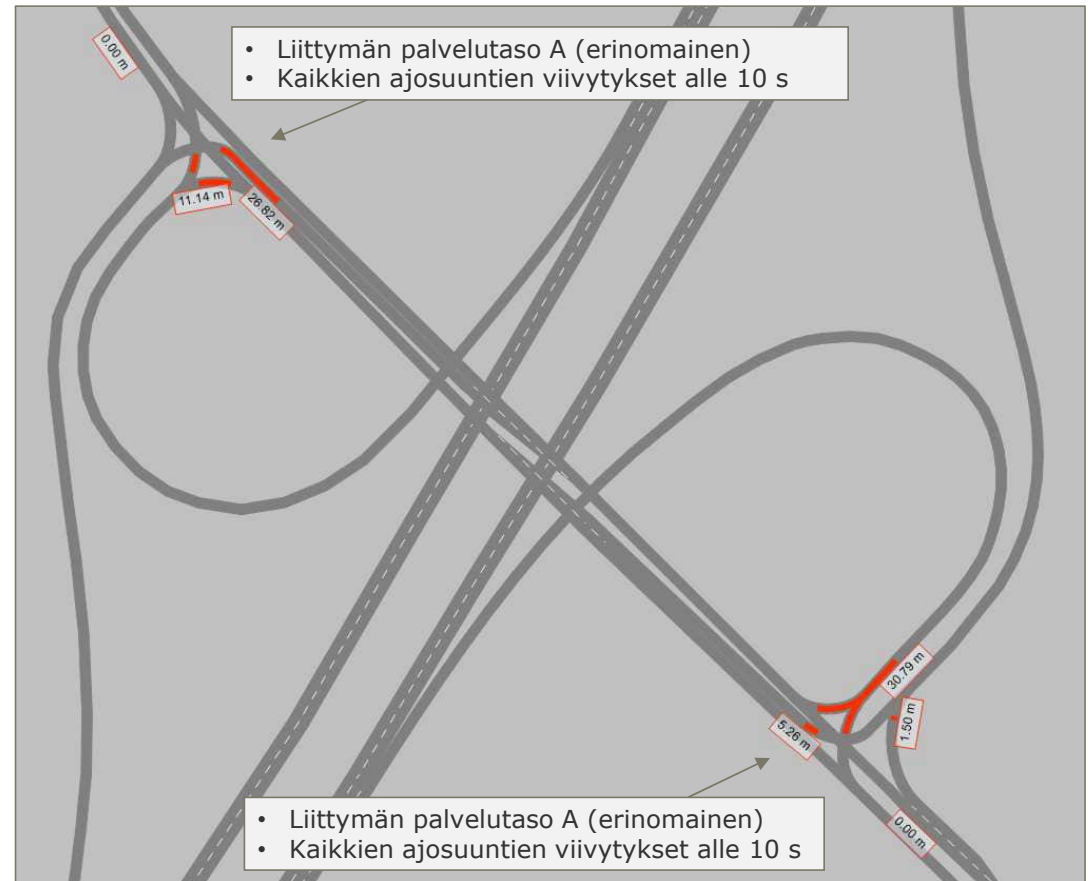 0.00 m
• Liittymän palvelutaso A (erinomainen)
• Kaikkien ajosuuntien viivytykset alle 10 s
11.14 m
26.82 m
30.79 m
1.50 m
5.26 m
• Liittymän palvelutaso A (erinomainen)
• Kaikkien ajosuuntien viivytykset alle 10 s
0.00 m